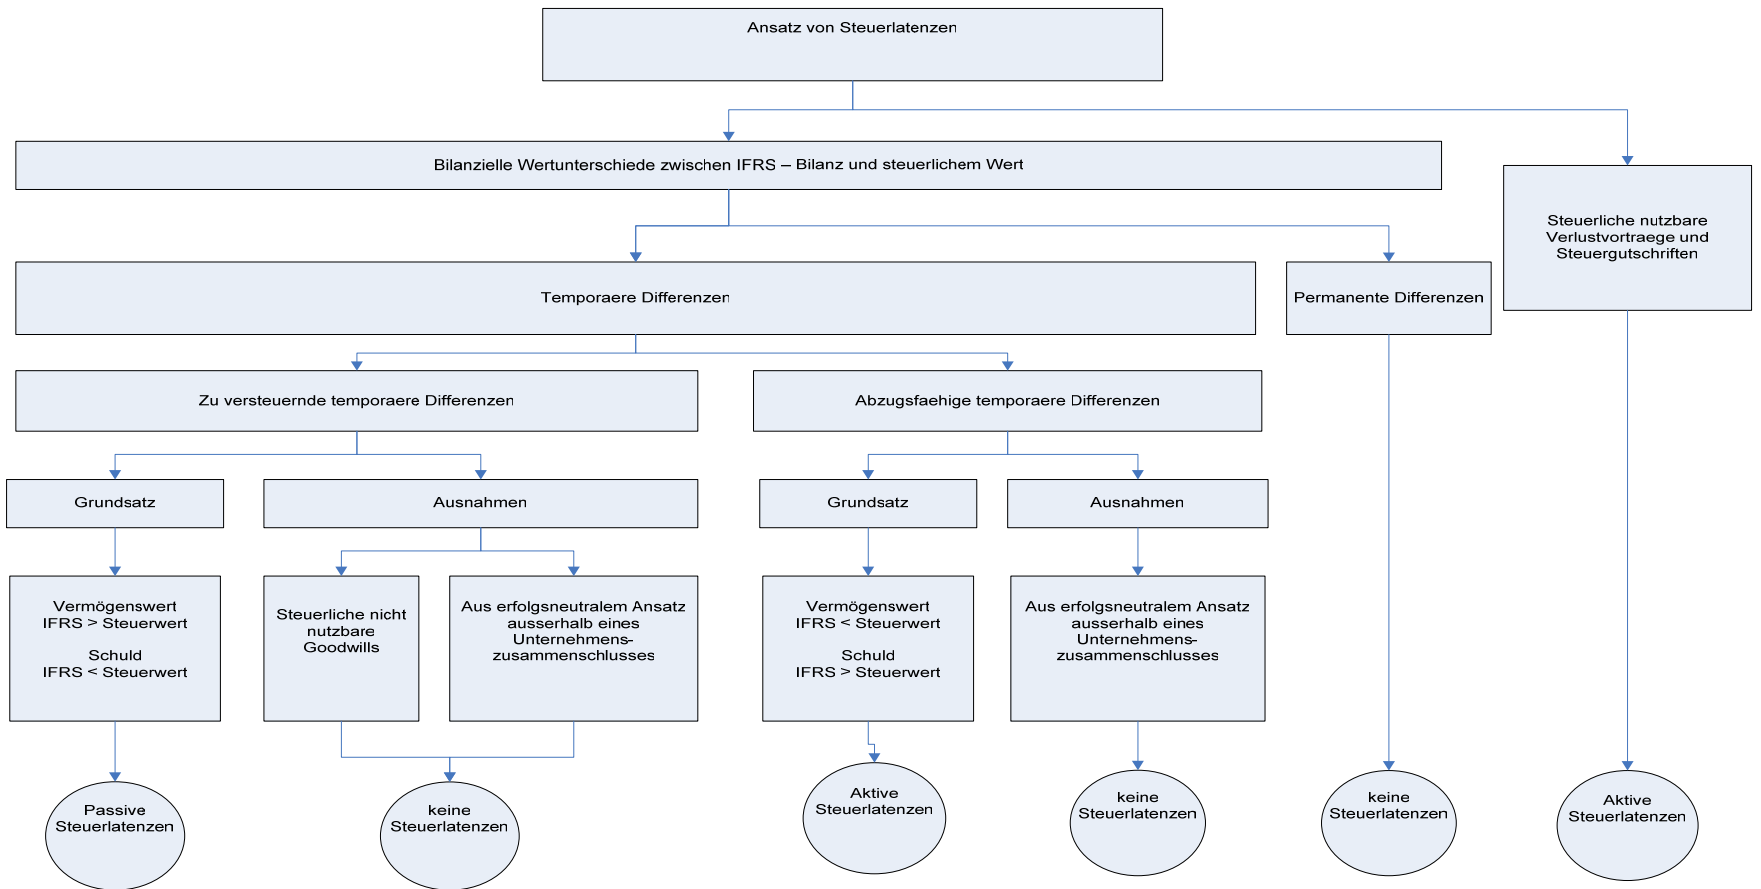 Ansatz von Steuerlatenzen
Bilanzielle Wertunterschiede zwischen IFRS – Bilanz und steuerlichem Wert
Steuerliche nutzbare
Verlustvortraege und
Steuergutschriften
Temporaere Differenzen
Permanente Differenzen
Zu versteuernde temporaere Differenzen
Abzugsfaehige temporaere Differenzen
Grundsatz
Ausnahmen
Grundsatz
Ausnahmen
Vermögenswert
IFRS > Steuerwert
Schuld
IFRS < Steuerwert
Steuerliche nicht
nutzbare
Goodwills
Aus erfolgsneutralem Ansatz
ausserhalb eines
Unternehmens-
zusammenschlusses
Vermögenswert
IFRS < Steuerwert
Schuld
IFRS > Steuerwert
Aus erfolgsneutralem Ansatz
ausserhalb eines
Unternehmens-
zusammenschlusses
Passive
Steuerlatenzen
keine
Steuerlatenzen
Aktive
Steuerlatenzen
keine
Steuerlatenzen
keine
Steuerlatenzen
Aktive
Steuerlatenzen